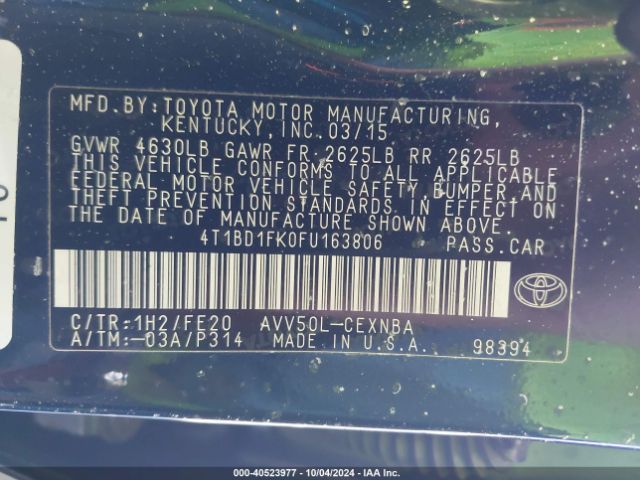 MFD. BY: TOYOTA MOTOR MANUFACTURING,
KENTUCKY, INC. 03/15
GVWR 4630LB GAWR FR 2625LB RR 2625LB
THIS VEHICLE CONFORMS TO ALL APPLICABLE
FEDERAL MOTOR VEHICLE SAFETY, BUMPER, AND
THEFT PREVENTION STANDARDS IN EFFECT ON
THE DATE OF MANUFACTURE SHOWN ABOVE.
4T1BD1FK0FU163806 PASS. CAR
C/TR: 1H2/FE20 AVV50L-CEXNBA
A/TM: -03A/P314 MADE IN U.S.A. 98394
000-40523977 - 10/04/2024 - IAAI.CA